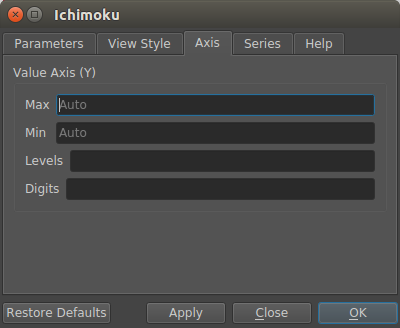 Ichimoku
Parameters View Style Axis Series Help
Value Axis (Y)
Max Auto
Min Auto
Levels
Digits
Restore Defaults Apply Close OK